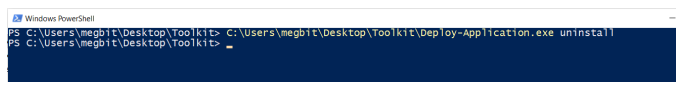 Windows PowerShell
PS C:\Users\megbit\Desktop\Toolkit> C:\Users\megbit\Desktop\Toolkit\Deploy-Application.exe uninstall
PS C:\Users\megbit\Desktop\Toolkit> _